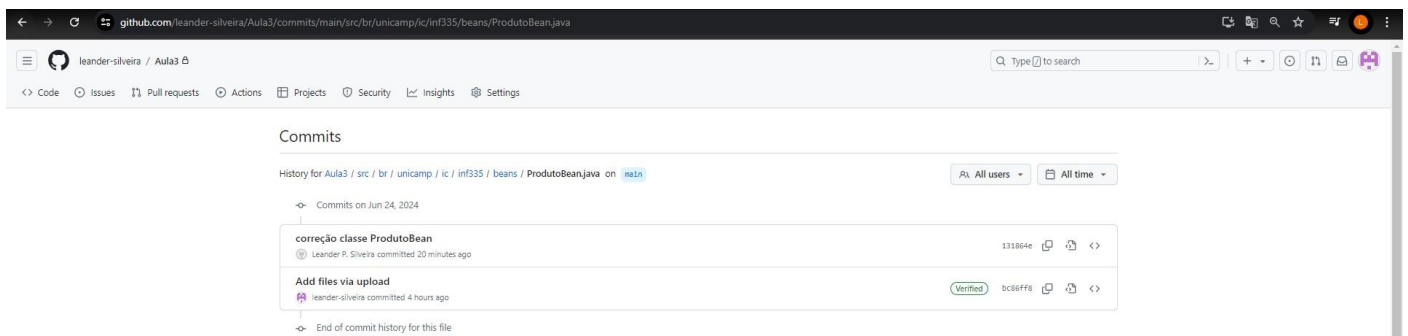 github.com/leander-silveira/Aula3/commits/main/src/br/unicamp/ic/inf335/beans/ProdutoBean.java
L
leander-silveira / Aula3
Type / to search
Code Issues Pull requests Actions Projects Security Insights Settings
Commits
History for Aula3 / src / br / unicamp / ic / inf335 / beans / ProdutoBean.java on main
All users All time
Commits on Jun 24, 2024
correção classe ProdutoBean
131864e
Leander P. Silveira committed 20 minutes ago
Add files via upload
Verified bc86ff8
leander-silveira committed 4 hours ago
End of commit history for this file